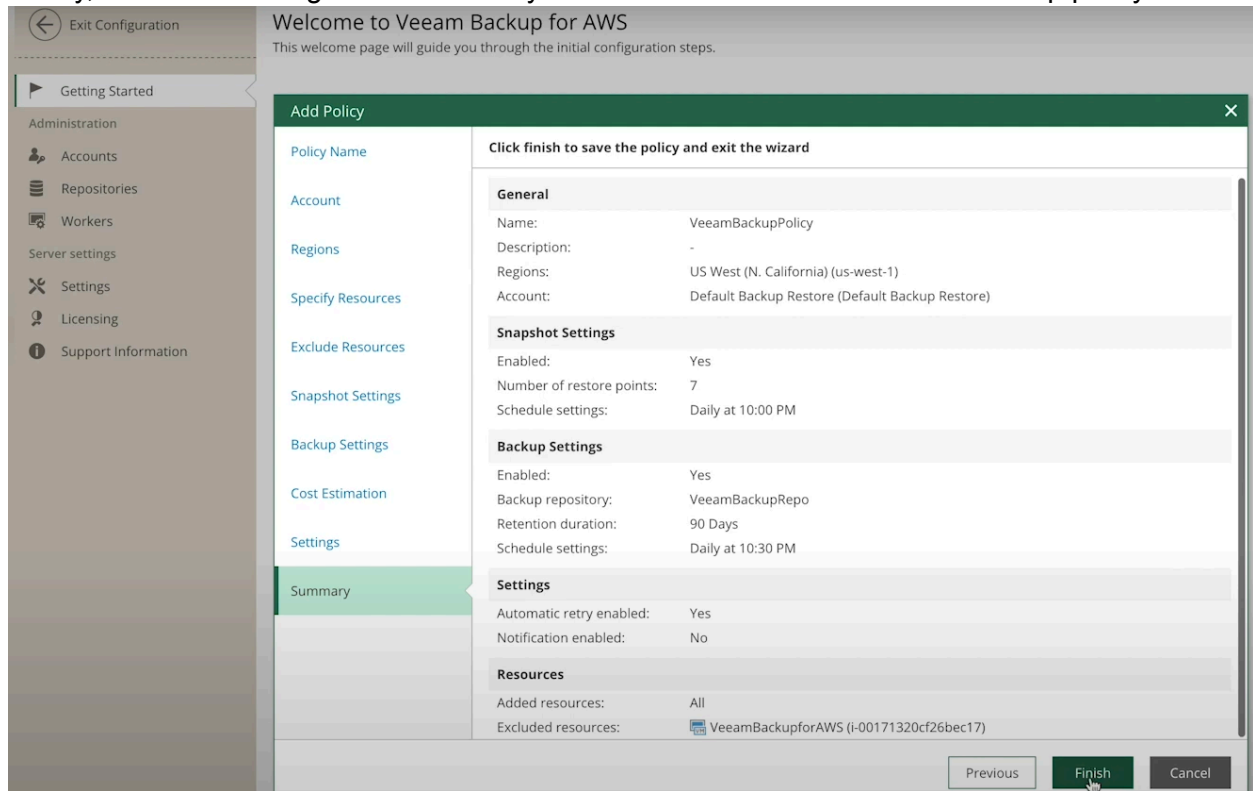 Exit Configuration
Getting Started
Administration
Accounts
Repositories
Workers
Server settings
Settings
Licensing
Support Information
Welcome to Veeam Backup for AWS
This welcome page will guide you through the initial configuration steps.
Add Policy
Policy Name
Account
Regions
Specify Resources
Exclude Resources
Snapshot Settings
Backup Settings
Cost Estimation
Settings
Summary
Click finish to save the policy and exit the wizard
General
Name: VeeamBackupPolicy
Description: -
Regions: US West (N. California) (us-west-1)
Account: Default Backup Restore (Default Backup Restore)
Snapshot Settings
Enabled: Yes
Number of restore points: 7
Schedule settings: Daily at 10:00 PM
Backup Settings
Enabled: Yes
Backup repository: VeeamBackupRepo
Retention duration: 90 Days
Schedule settings: Daily at 10:30 PM
Settings
Automatic retry enabled: Yes
Notification enabled: No
Resources
Added resources: All
Excluded resources: VeeamBackupforAWS (i-00171320cf26bec17)
Previous
Finish
Cancel